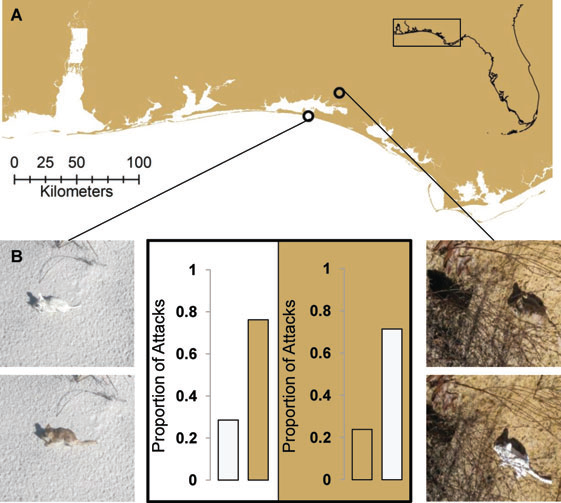 A
0 25 50 100
Kilometers
B
Proportion of Attacks
1
0.8
0.6
0.4
0.2
0
Proportion of Attacks
1
0.8
0.6
0.4
0.2
0